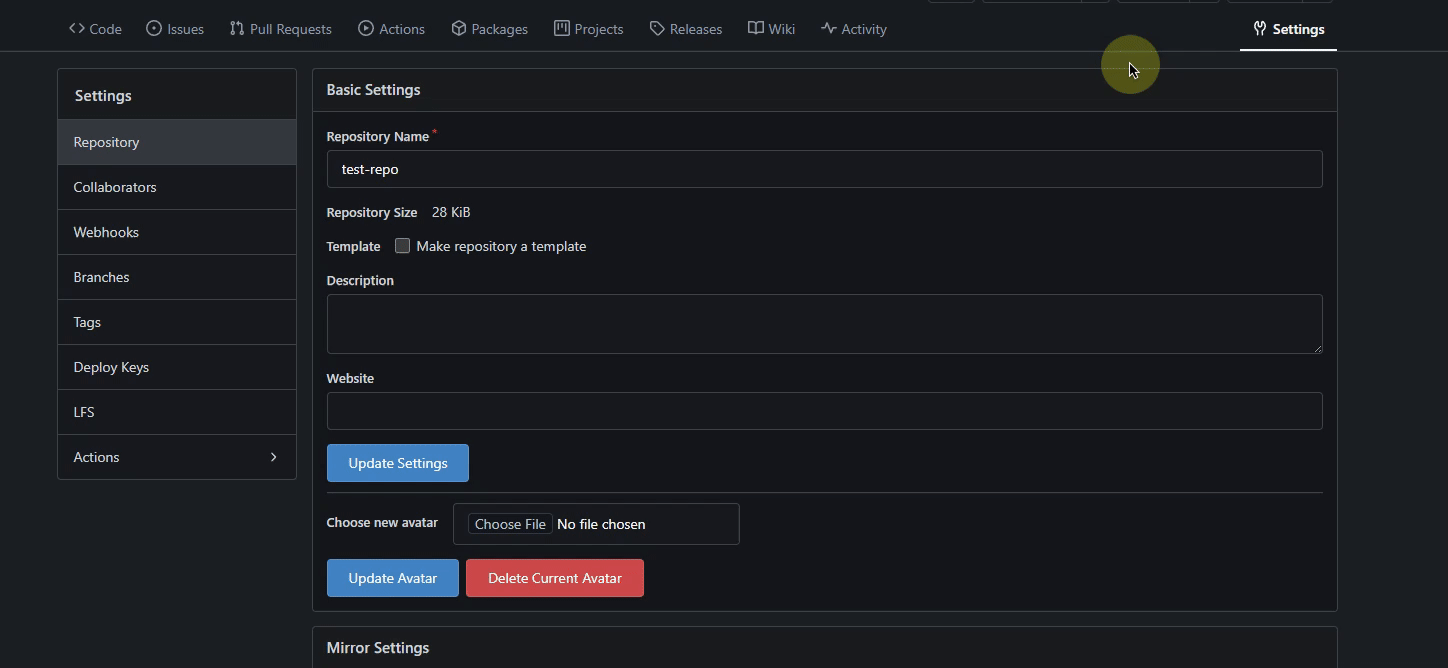 Code Issues Pull Requests Actions Packages Projects Releases Wiki Activity Settings
Settings
Repository
Collaborators
Webhooks
Branches
Tags
Deploy Keys
LFS
Actions
Basic Settings
Repository Name *
test-repo
Repository Size 28 KiB
Template Make repository a template
Description
Website
Update Settings
Choose new avatar Choose File No file chosen
Update Avatar Delete Current Avatar
Mirror Settings